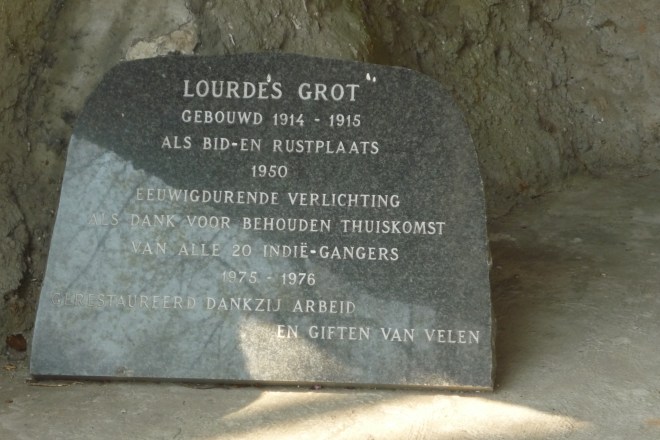 LOURDE'S GROT"
GEBOUWD 1914 - 1915
ALS BID-EN RUSTPLAATS
1950
EEUWIGDURENDE VERLICHTING
ALS DANK VOOR BEHOUDEN THUISKOMST
VAN ALLE 20 INDIË-GANGERS
1975 - 1976
GERESTAUREERD DANKZIJ ARBEID
EN GIFTEN VAN VELEN